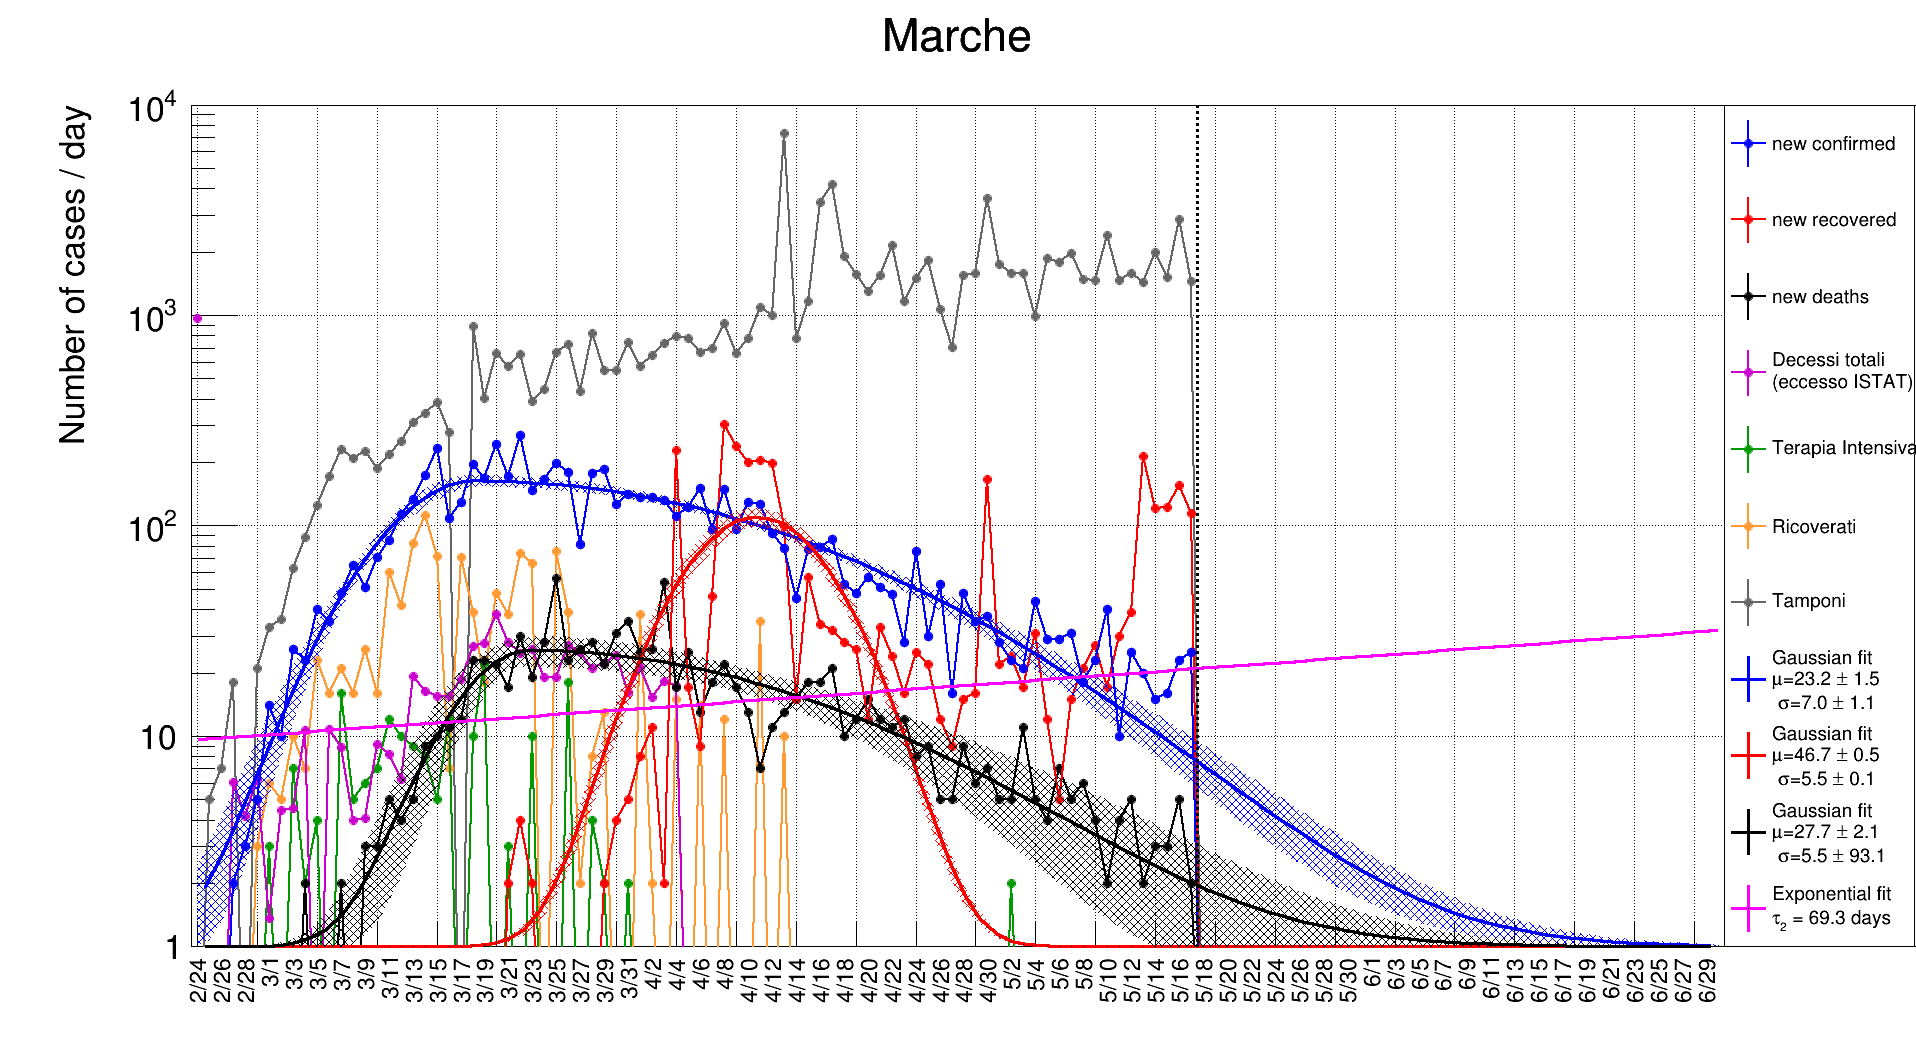 Marche
Number of cases / day
10^4
10^3
10^2
10
1
2/24 2/26 2/28 3/1 3/3 3/5 3/7 3/9 3/11 3/13 3/15 3/17 3/19 3/21 3/23 3/25 3/27 3/29 3/31 4/2 4/4 4/6 4/8 4/10 4/12 4/14 4/16 4/18 4/20 4/22 4/24 4/26 4/28 4/30 5/2 5/4 5/6 5/8 5/10 5/12 5/14 5/16 5/18 5/20 5/22 5/24 5/26 5/28 5/30 6/1 6/3 6/5 6/7 6/9 6/11 6/13 6/15 6/17 6/19 6/21 6/23 6/25 6/27 6/29
new confirmed
new recovered
new deaths
Decessi totali
(eccesso ISTAT)
Terapia Intensiva
Ricoverati
Tamponi
Gaussian fit
μ=23.2 ± 1.5
σ=7.0 ± 1.1
Gaussian fit
μ=46.7 ± 0.5
σ=5.5 ± 0.1
Gaussian fit
μ=27.7 ± 2.1
σ=5.5 ± 93.1
Exponential fit
τ₂ = 69.3 days